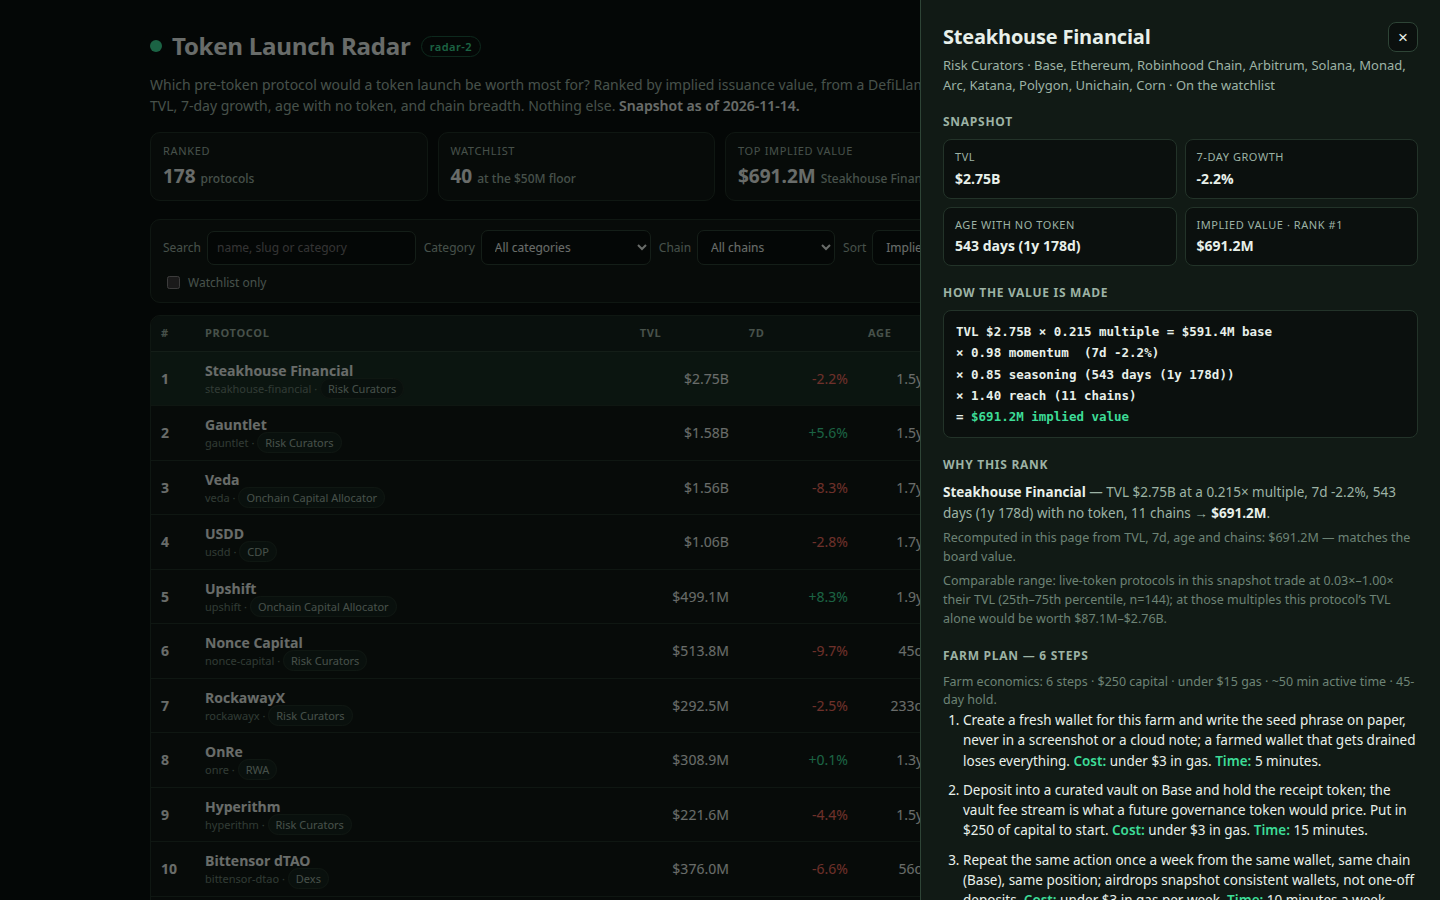 Token Launch Radar radar-2
Which pre-token protocol would a token launch be worth most for? Ranked by implied issuance value, from a DefiLlam
TVL, 7-day growth, age with no token, and chain breadth. Nothing else. Snapshot as of 2026-11-14.
RANKED
178 protocols
WATCHLIST
40 at the $50M floor
TOP IMPLIED VALUE
$691.2M Steakhouse Finan
Search name, slug or category Category All categories Chain All chains Sort Implie
Watchlist only
# PROTOCOL TVL 7D AGE
1 Steakhouse Financial $2.75B -2.2% 1.5y
steakhouse-financial · Risk Curators
2 Gauntlet $1.58B +5.6% 1.5y
gauntlet · Risk Curators
3 Veda $1.56B -8.3% 1.7y
veda · Onchain Capital Allocator
4 USDD $1.06B -2.8% 1.7y
usdd · CDP
5 Upshift $499.1M +8.3% 1.9y
upshift · Onchain Capital Allocator
6 Nonce Capital $513.8M -9.7% 45d
nonce-capital · Risk Curators
7 RockawayX $292.5M -2.5% 233d
rockawayx · Risk Curators
8 OnRe $308.9M +0.1% 1.3y
onre · RWA
9 Hyperithm $221.6M -4.4% 1.5y
hyperithm · Risk Curators
10 Bittensor dTAO $376.0M -6.6% 56d
bittensor-dtao · Dexs
Steakhouse Financial
×
Risk Curators · Base, Ethereum, Robinhood Chain, Arbitrum, Solana, Monad,
Arc, Katana, Polygon, Unichain, Corn · On the watchlist
SNAPSHOT
TVL
$2.75B
7-DAY GROWTH
-2.2%
AGE WITH NO TOKEN
543 days (1y 178d)
IMPLIED VALUE · RANK #1
$691.2M
HOW THE VALUE IS MADE
TVL $2.75B × 0.215 multiple = $591.4M base
× 0.98 momentum (7d -2.2%)
× 0.85 seasoning (543 days (1y 178d))
× 1.40 reach (11 chains)
= $691.2M implied value
WHY THIS RANK
Steakhouse Financial — TVL $2.75B at a 0.215× multiple, 7d -2.2%, 543
days (1y 178d) with no token, 11 chains → $691.2M.
Recomputed in this page from TVL, 7d, age and chains: $691.2M — matches the
board value.
Comparable range: live-token protocols in this snapshot trade at 0.03×–1.00×
their TVL (25th–75th percentile, n=144); at those multiples this protocol's TVL
alone would be worth $87.1M–$2.76B.
FARM PLAN — 6 STEPS
Farm economics: 6 steps · $250 capital · under $15 gas · ~50 min active time · 45-
day hold.
1. Create a fresh wallet for this farm and write the seed phrase on paper,
never in a screenshot or a cloud note; a farmed wallet that gets drained
loses everything. Cost: under $3 in gas. Time: 5 minutes.
2. Deposit into a curated vault on Base and hold the receipt token; the
vault fee stream is what a future governance token would price. Put in
$250 of capital to start. Cost: under $3 in gas. Time: 15 minutes.
3. Repeat the same action once a week from the same wallet, same chain
(Base), same position; airdrops snapshot consistent wallets, not one-off
deposits. Cost: under $3 in gas per week. Time: 10 minutes a week.